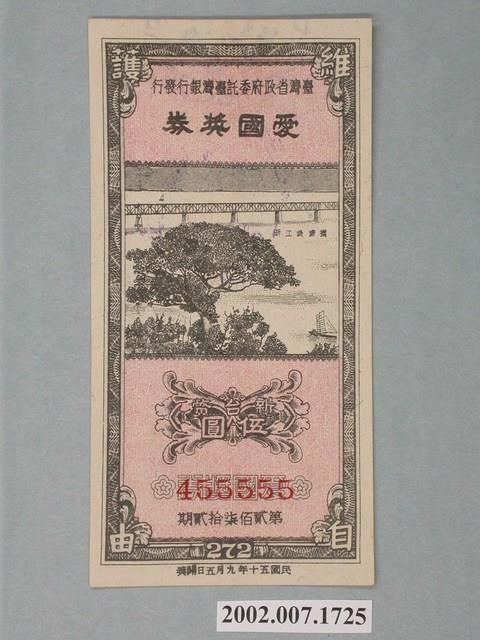 維護
臺灣省政府委託臺灣銀行發行
愛國獎券
新台幣
伍圓
455555
第貳佰柒拾貳期
自由
272
民國五十年九月五日開獎
2002.007.1725